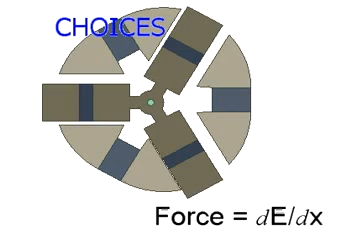 CHOICES
Force = dE/dx